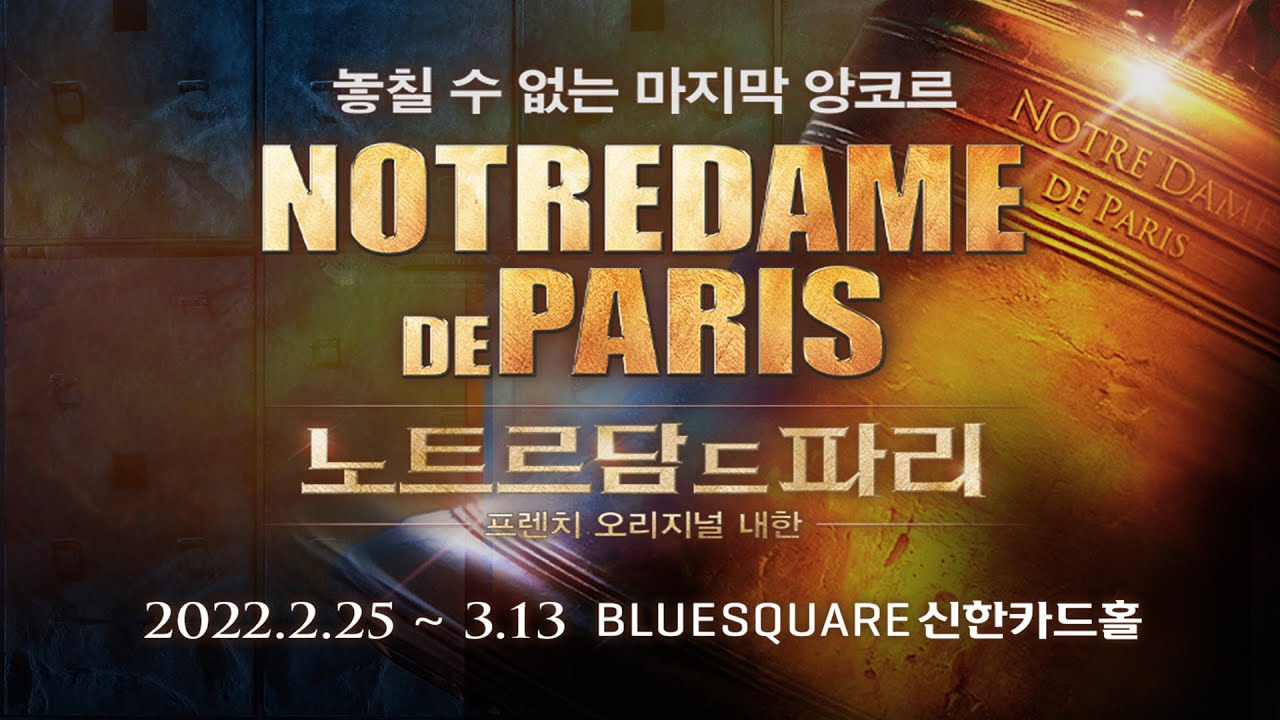 놓칠 수 없는 마지막 앙코르
NOTRE DAME
DE PARIS
NOTREDAME
DE PARIS
노트르담드파리
프렌치 오리지널 내한
2022.2.25 ~ 3.13 BLUESQUARE 신한카드홀